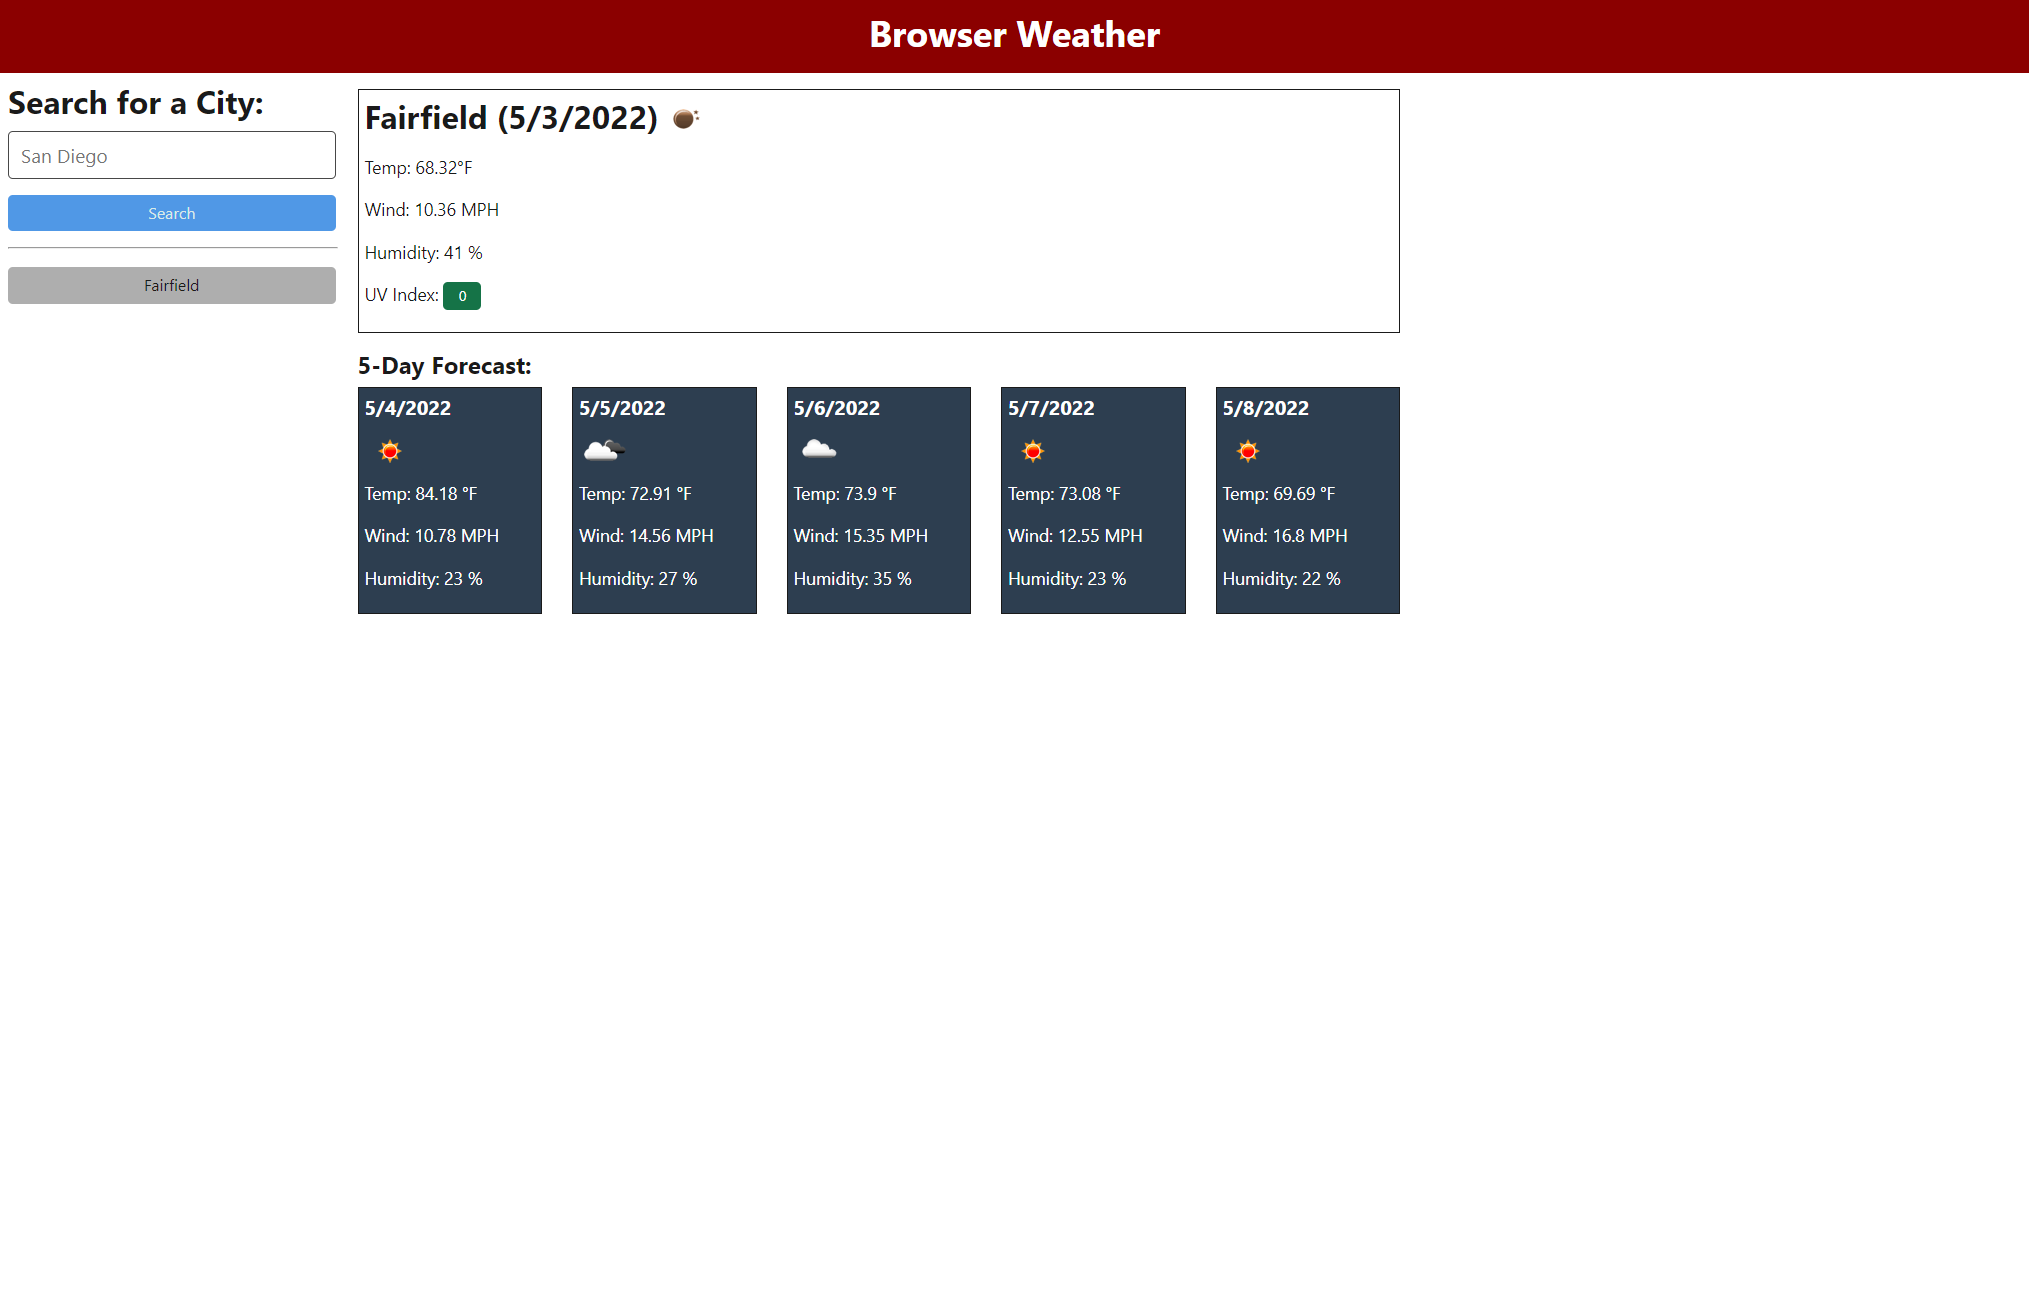 Browser Weather
Search for a City:
San Diego
Search
Fairfield
Fairfield (5/3/2022)
Temp: 68.32°F
Wind: 10.36 MPH
Humidity: 41 %
UV Index: 0
5-Day Forecast:
5/4/2022
Temp: 84.18 °F
Wind: 10.78 MPH
Humidity: 23 %
5/5/2022
Temp: 72.91 °F
Wind: 14.56 MPH
Humidity: 27 %
5/6/2022
Temp: 73.9 °F
Wind: 15.35 MPH
Humidity: 35 %
5/7/2022
Temp: 73.08 °F
Wind: 12.55 MPH
Humidity: 23 %
5/8/2022
Temp: 69.69 °F
Wind: 16.8 MPH
Humidity: 22 %